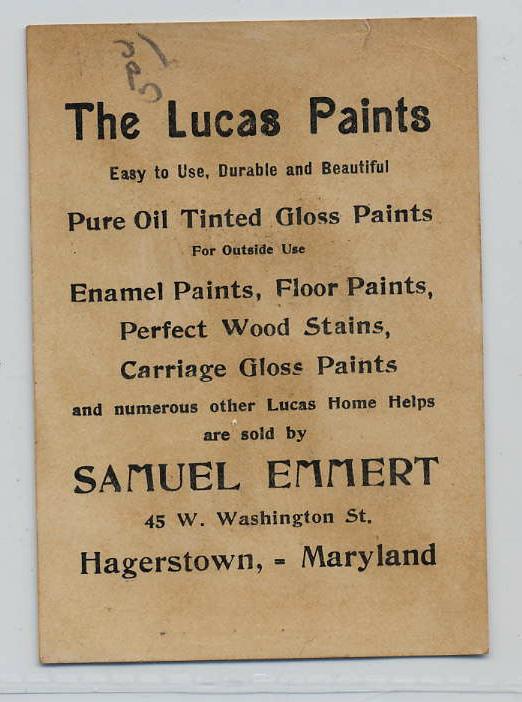 The Lucas Paints
Easy to Use, Durable and Beautiful
Pure Oil Tinted Gloss Paints
For Outside Use
Enamel Paints, Floor Paints,
Perfect Wood Stains,
Carriage Gloss Paints
and numerous other Lucas Home Helps
are sold by
SAMUEL EMMERT
45 W. Washington St.
Hagerstown, = Maryland